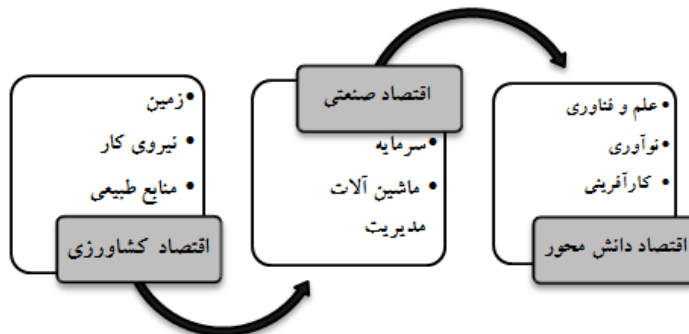 •زمین
• نیروی کار
• منابع طبیعی
اقتصاد کشاورزی
اقتصاد صنعتی
•سرمایه
• ماشین آلات
مدیریت
•علم و فناوری
•نوآوری
• کارآفرینی
اقتصاد دانش محور